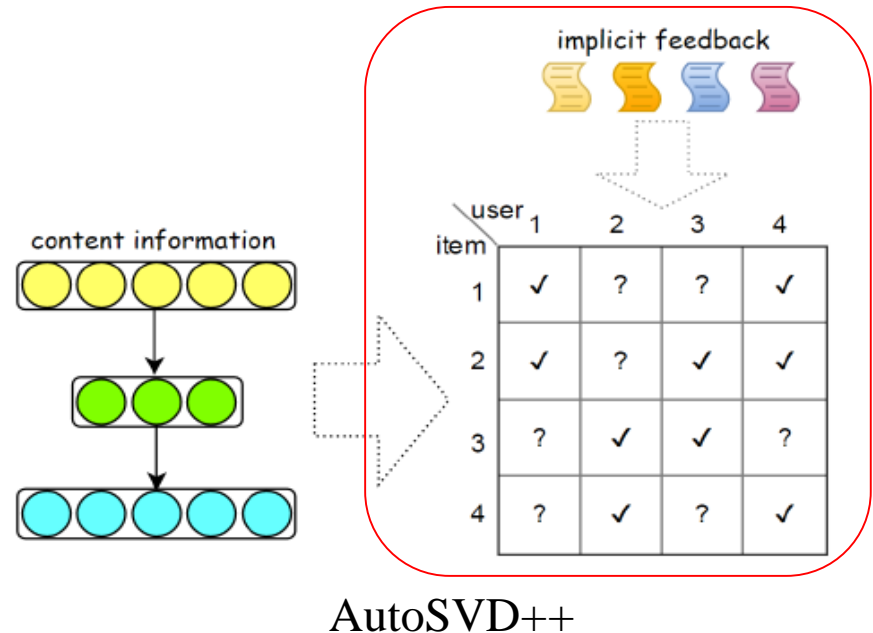 implicit feedback
user 1 2 3 4
item
content information
1 ✓ ? ? ✓
2 ✓ ? ✓ ✓
3 ? ✓ ✓ ?
4 ? ✓ ? ✓
AutoSVD++